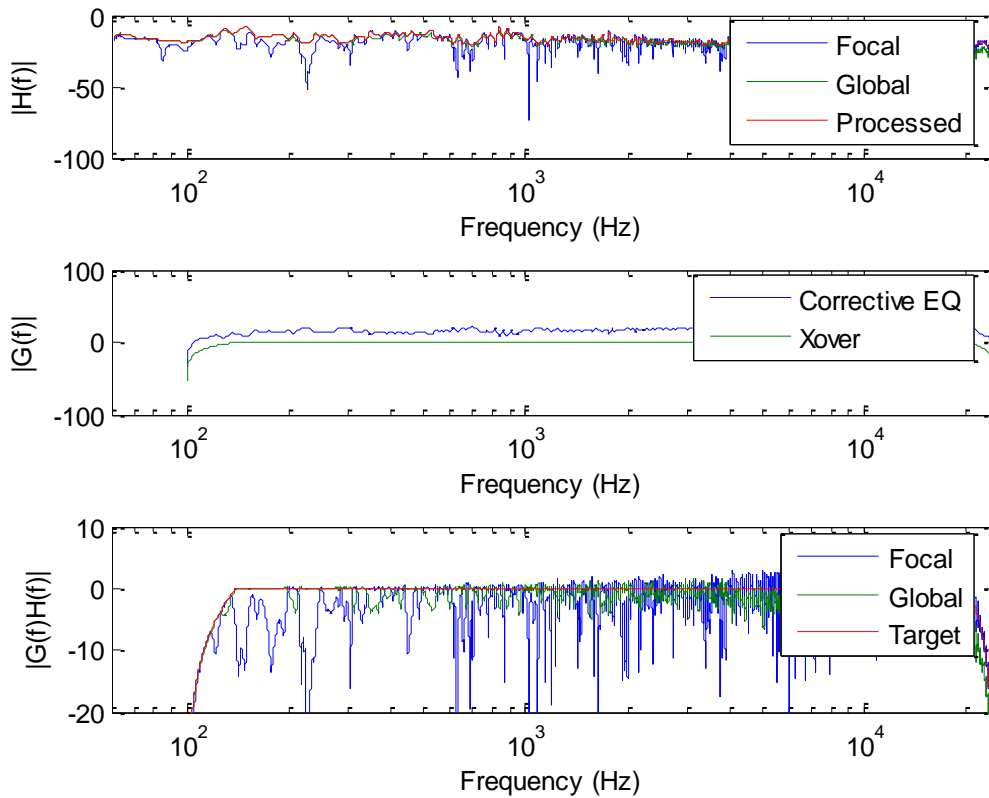 0
-50
-100
|H(f)|
Focal
Global
Processed
10^2
10^3
10^4
Frequency (Hz)
100
0
-100
|G(f)|
Corrective EQ
Xover
10^2
10^3
10^4
Frequency (Hz)
10
0
-10
-20
|G(f)H(f)|
Focal
Global
Target
10^2
10^3
10^4
Frequency (Hz)